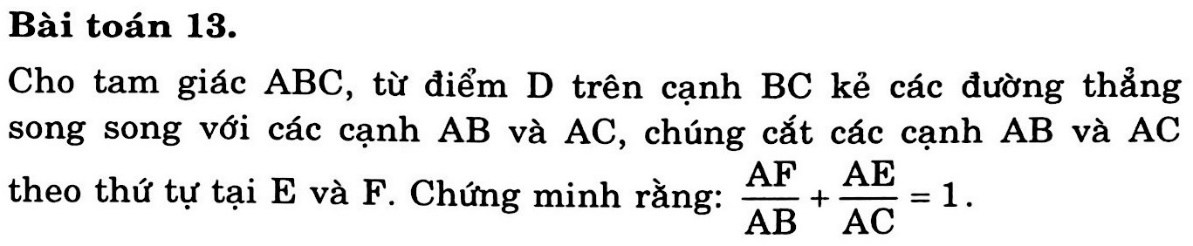 Bài toán 13.
Cho tam giác ABC, từ điểm D trên cạnh BC kẻ các đường thẳng
song song với các cạnh AB và AC, chúng cắt các cạnh AB và AC
theo thứ tự tại E và F. Chứng minh rằng: AF/AB + AE/AC = 1.